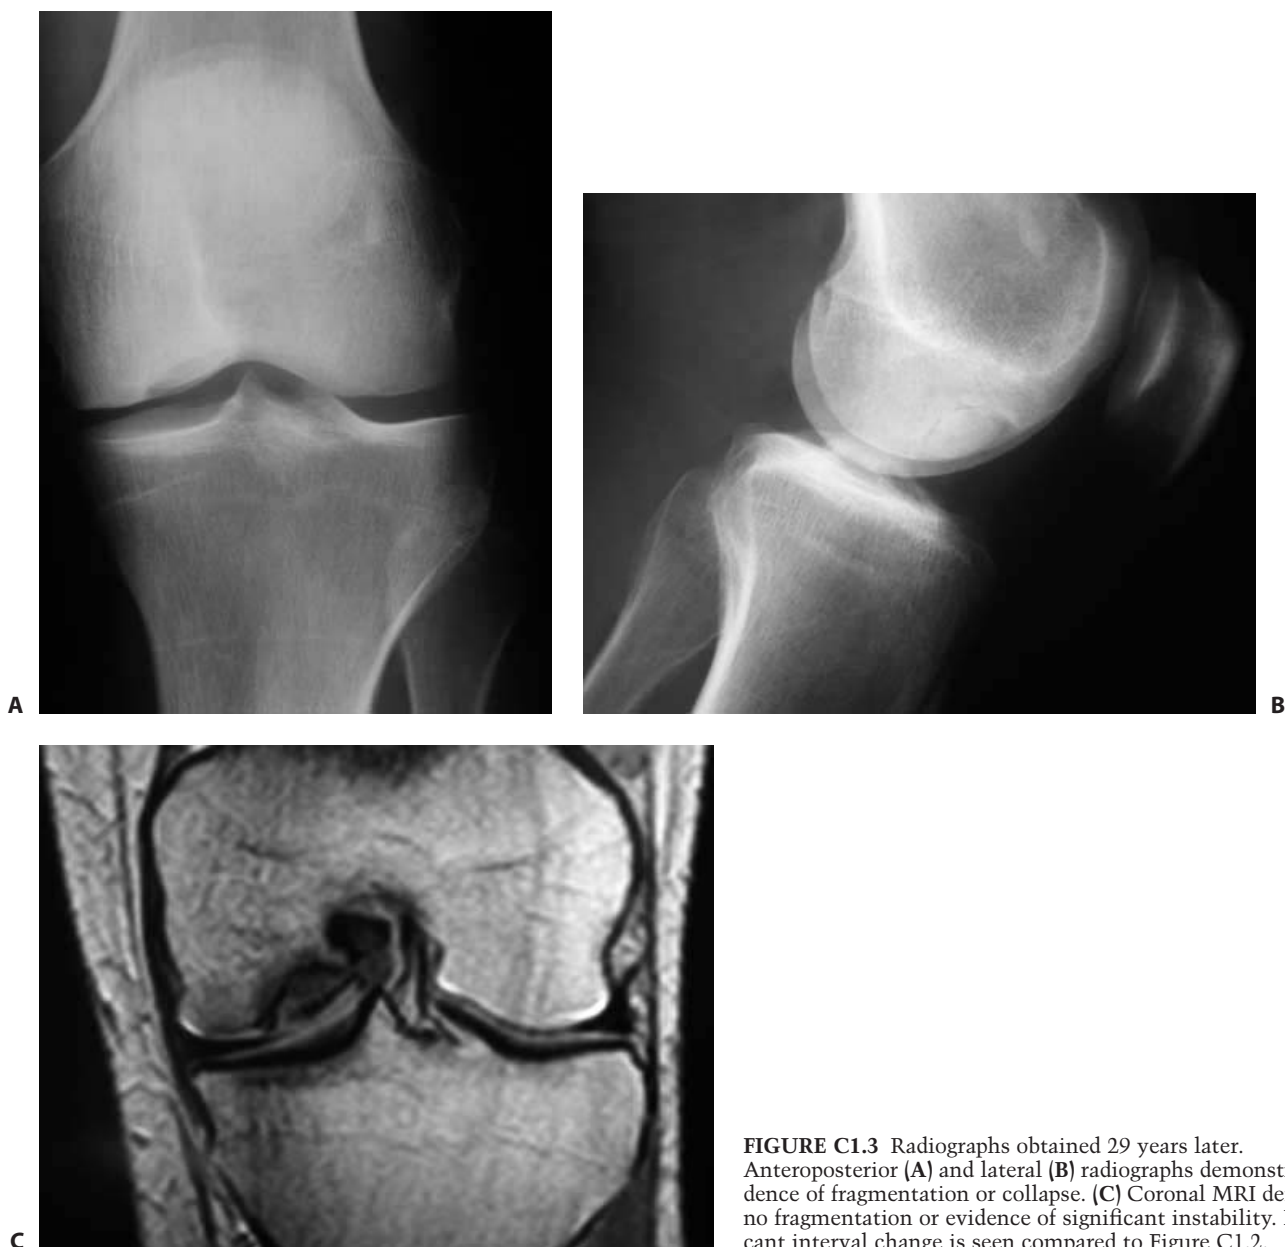 A
B
C
FIGURE C1.3 Radiographs obtained 29 years later.
Anteroposterior (A) and lateral (B) radiographs demonst
dence of fragmentation or collapse. (C) Coronal MRI de
no fragmentation or evidence of significant instability.
cant interval change is seen compared to Figure C1.2.